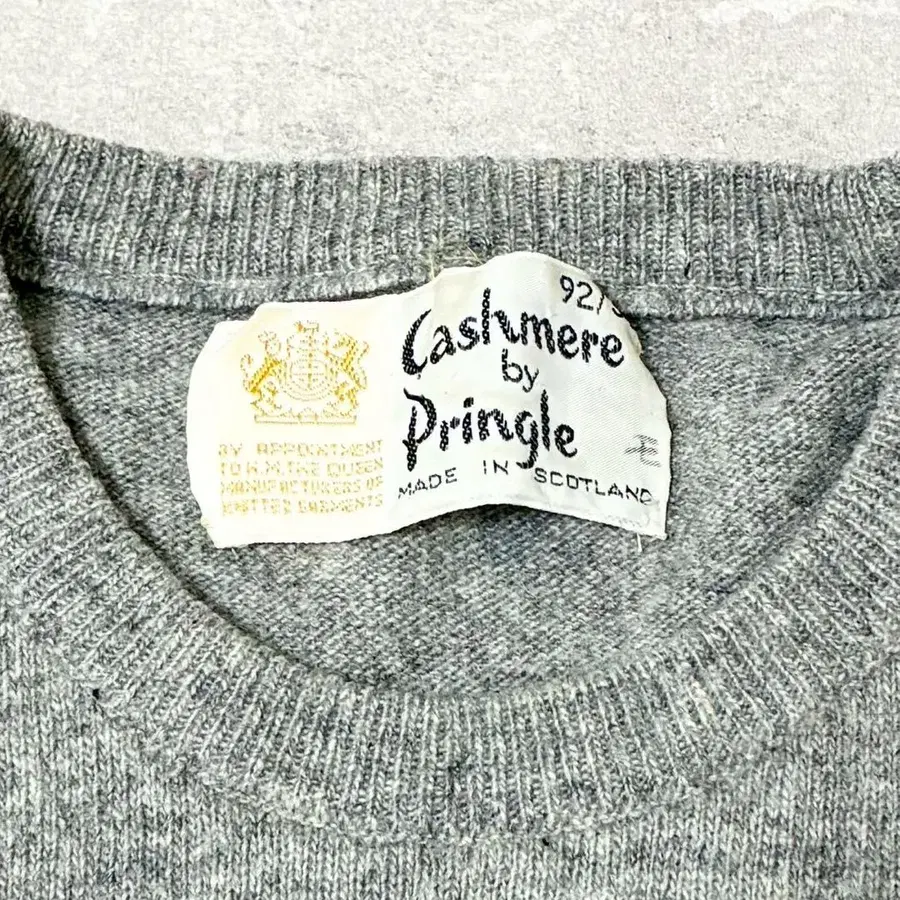 92/
Cashmere
by
Pringle
MADE IN SCOTLAND
BY APPOINTMENT
TO H.M. THE QUEEN
MANUFACTURERS OF
KNITTED GARMENTS